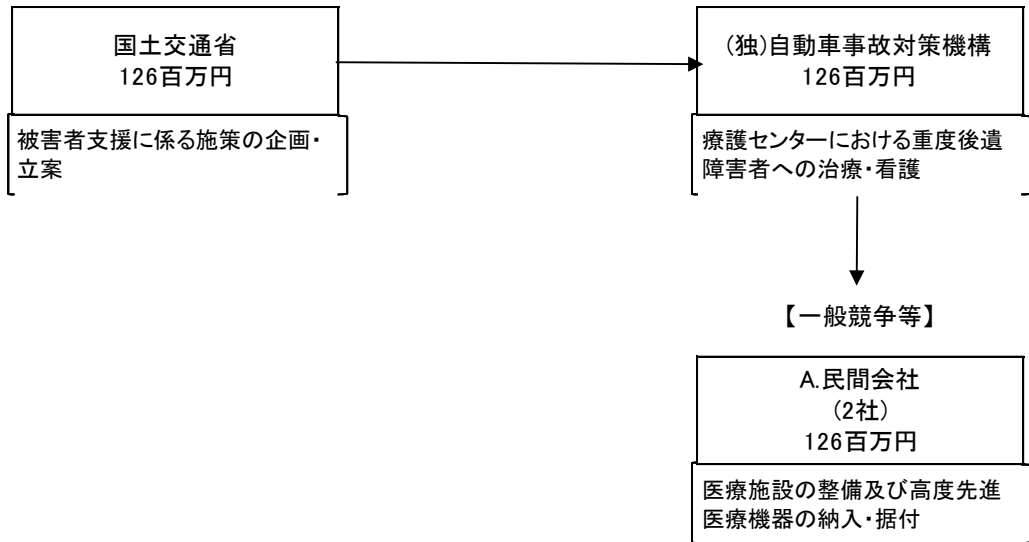 国土交通省
126百万円
被害者支援に係る施策の企画・
立案
(独)自動車事故対策機構
126百万円
療護センターにおける重度後遺
障害者への治療・看護
【一般競争等】
A.民間会社
(2社)
126百万円
医療施設の整備及び高度先進
医療機器の納入・据付